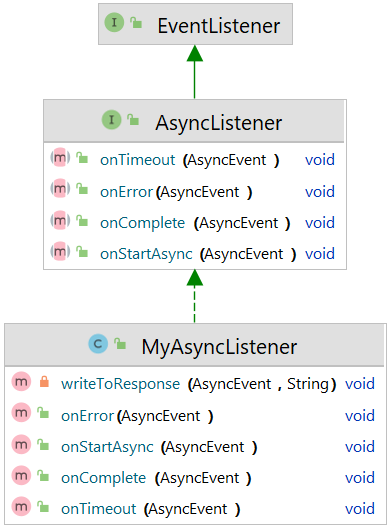 I EventListener
I AsyncListener
m onTimeout (AsyncEvent ) void
m onError(AsyncEvent ) void
m onComplete (AsyncEvent ) void
m onStartAsync (AsyncEvent ) void
C MyAsyncListener
m writeToResponse (AsyncEvent , String) void
m onError(AsyncEvent ) void
m onStartAsync (AsyncEvent ) void
m onComplete (AsyncEvent ) void
m onTimeout (AsyncEvent ) void